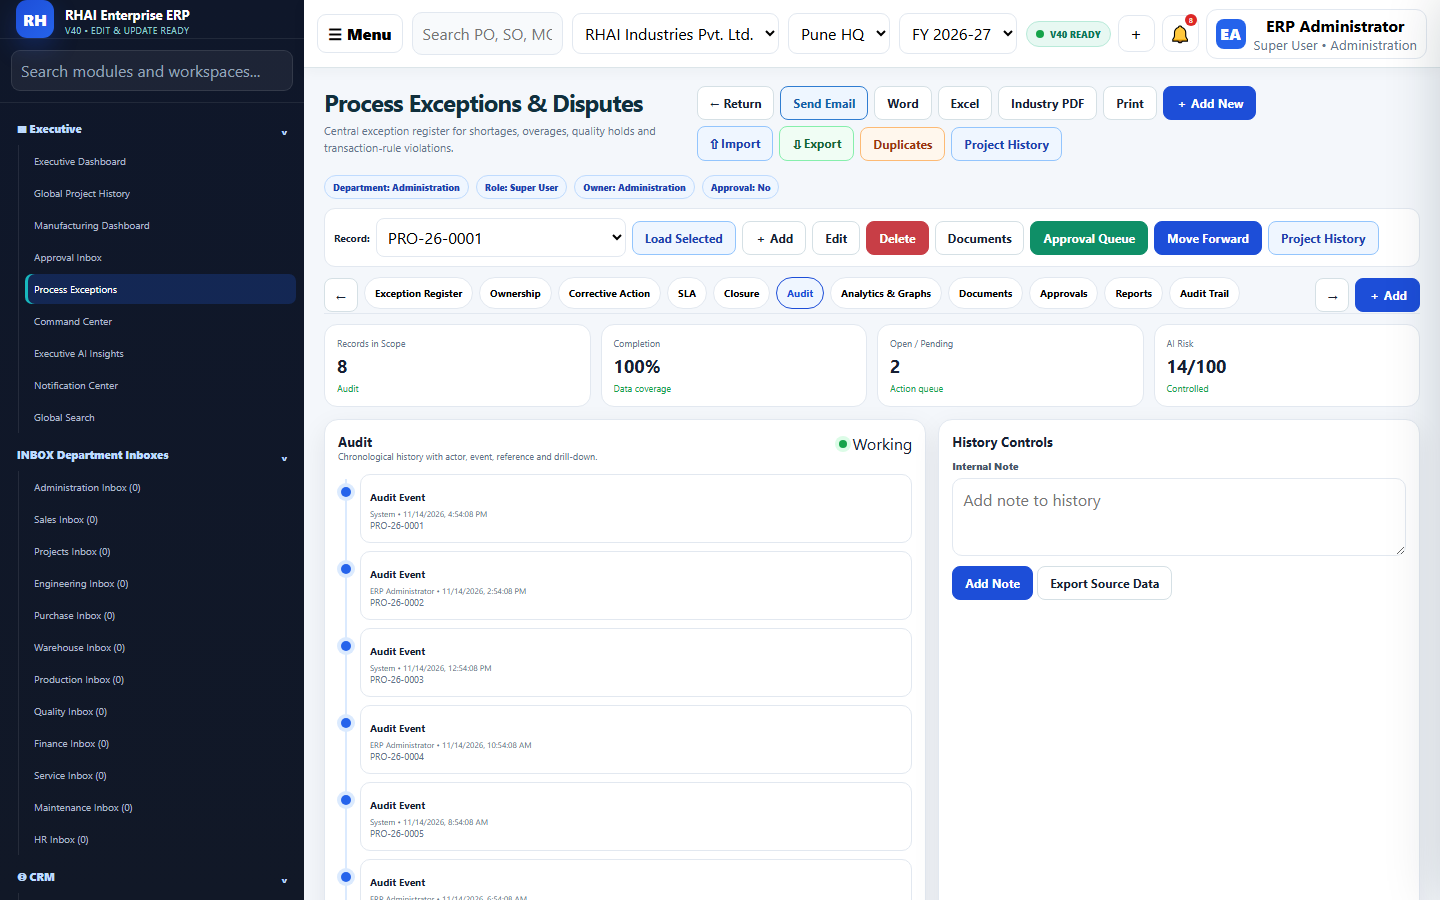 RH
RHAI Enterprise ERP
V40 • EDIT & UPDATE READY
Search modules and workspaces...
Executive
Executive Dashboard
Global Project History
Manufacturing Dashboard
Approval Inbox
Process Exceptions
Command Center
Executive AI Insights
Notification Center
Global Search
INBOX Department Inboxes
Administration Inbox (0)
Sales Inbox (0)
Projects Inbox (0)
Engineering Inbox (0)
Purchase Inbox (0)
Warehouse Inbox (0)
Production Inbox (0)
Quality Inbox (0)
Finance Inbox (0)
Service Inbox (0)
Maintenance Inbox (0)
HR Inbox (0)
CRM
☰ Menu
Search PO, SO, MC
RHAI Industries Pvt. Ltd.
Pune HQ
FY 2026-27
V40 READY
+
8
EA
ERP Administrator
Super User • Administration
Process Exceptions & Disputes
Central exception register for shortages, overages, quality holds and
transaction-rule violations.
← Return
Send Email
Word
Excel
Industry PDF
Print
+ Add New
⇧ Import
⇩ Export
Duplicates
Project History
Department: Administration
Role: Super User
Owner: Administration
Approval: No
Record:
PRO-26-0001
Load Selected
+ Add
Edit
Delete
Documents
Approval Queue
Move Forward
Project History
←
Exception Register
Ownership
Corrective Action
SLA
Closure
Audit
Analytics & Graphs
Documents
Approvals
Reports
Audit Trail
→
+ Add
Records in Scope
8
Audit
Completion
100%
Data coverage
Open / Pending
2
Action queue
AI Risk
14/100
Controlled
Audit
Chronological history with actor, event, reference and drill-down.
Working
Audit Event
System • 11/14/2026, 4:54:08 PM
PRO-26-0001
Audit Event
ERP Administrator • 11/14/2026, 2:54:08 PM
PRO-26-0002
Audit Event
System • 11/14/2026, 12:54:08 PM
PRO-26-0003
Audit Event
ERP Administrator • 11/14/2026, 10:54:08 AM
PRO-26-0004
Audit Event
System • 11/14/2026, 8:54:08 AM
PRO-26-0005
Audit Event
ERP Administrator • 11/14/2026, 6:54:08 AM
History Controls
Internal Note
Add note to history
Add Note
Export Source Data